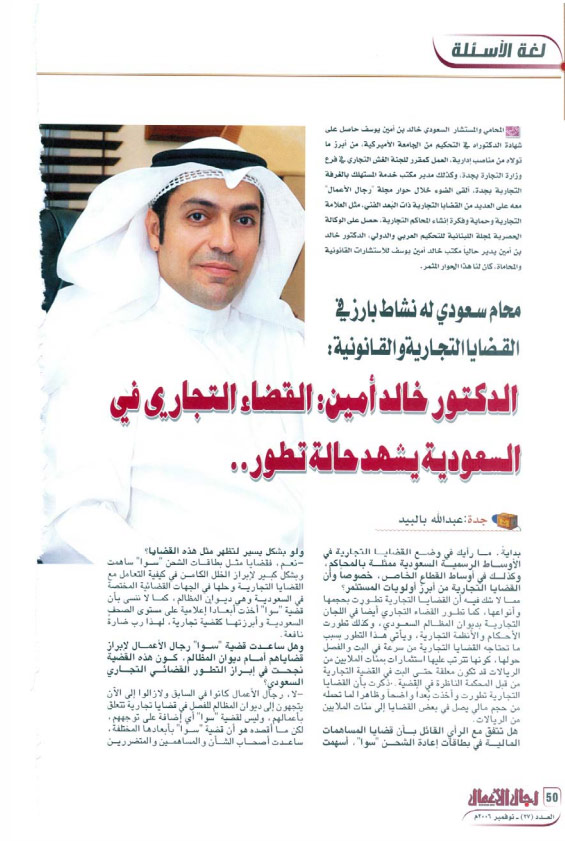 لغة الأسئلة
المحامي والمستشار السعودي خالد بن أمين يوسف حاصل على
شهادة الدكتوراه في التحكيم من الجامعة الأميركية، من أبرز ما
تولاه من مناصب إدارية، العمل كمقرر للجنة الغش التجاري في فرع
وزارة التجارة بجدة، وكذلك مدير مكتب خدمة المستهلك بالغرفة
التجارية بجدة، ألقى الضوء خلال حوار مجلة "رجال الأعمال"
معه على العديد من القضايا التجارية ذات البعد الفني، مثل العلامة
التجارية وحماية وفكرة إنشاء المحاكم التجارية. حصل على الوكالة
الحصرية لمجلة اللبنانية للتحكيم العربي والدولي، الدكتور خالد
بن أمين يدير حالياً مكتب خالد أمين يوسف للاستشارات القانونية
والمحاماة، كان لنا هذا الحوار المثمر.
محام سعودي له نشاط بارز في
القضايا التجارية والقانونية:
الدكتور خالد أمين: القضاء التجاري في
السعودية يشهد حالة تطور..
جدة: عبدالله بالبيد
بداية، ما رأيك في وضع القضايا التجارية في
الأوساط الرسمية السعودية ممثلة بالمحاكم،
وكذلك في أوساط القطاع الخاص، خصوصاً وأن
القضايا التجارية من أبرز أولويات المستثمر؟
مما لا شك فيه أن القضايا التجارية تطورت بحجمها
وأنواعها، كما تطور القضاء التجاري أيضا في اللجان
التجارية بديوان المظالم السعودي، وكذلك تطورت
الأحكام والأنظمة التجارية، ويأتي هذا التطور بسبب
ما تحتاجه القضايا التجارية من سرعة في البت والفصل
حولها، كونها تترتب عليها استثمارات بمئات الملايين من
الريالات قد تكون معلقة حتى البت في القضية التجارية
من قبل المحكمة الناظرة في القضية، ذكرت بأن القضايا
التجارية تطورت وأخذت بعداً واضحاً وظاهرا لما تحمله
من حجم مالي يصل في بعض القضايا إلى مئات الملايين
من الريالات.
هل نتفق مع الرأي القائل بأن قضايا المساهمات
المالية في بطاقات إعادة الشحن "سوا"، أسهمت
ولو بشكل يسير لتظهر مثل هذه القضايا؟
–نعم، فقضايا مثل بطاقات الشحن "سوا" ساهمت
وبشكل كبير لإبراز الخلل الكامن في كيفية التعامل مع
القضايا التجارية وحلها في الجهات القضائية المختصة
في السعودية وهي ديوان المظالم، كما لا ننسى بأن
قضية "سوا" أخذت أبعادا إعلامية على مستوى الصحف
السعودية وأبرزتها كقضية تجارية، لهذا رب ضارة
نافعة.
وهل ساعدت قضية "سوا" رجال الأعمال لإبراز
قضاياهم أمام ديوان المظالم، كون هذه القضية
نجحت في إبراز التطور القضائي التجاري
السعودي؟
–لا، رجال الأعمال كانوا في السابق ولازالوا إلى الآن
يتجهون إلى ديوان المظالم للفصل في قضايا تجارية تتعلق
بأعمالهم، وليس لقضية "سوا" أي إضافة على توجههم،
لكن ما أقصده هو أن قضية "سوا" بأبعادها المختلفة،
ساعدت أصحاب الشأن والمساهمين والمتضررين
50 رجال الأعمال
العدد (٢٧) - نوفمبر ٢٠٠٦م